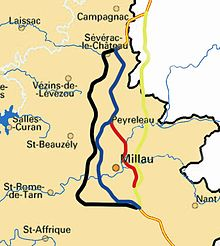 Campagnac
Laissac
Sévérac-
le-Château
Vézins-de-
Lévézou
Peyreleau
Salles-
Curan
St-Beauzély
Millau
St-Rome-
de-Tarn
Nant
St-Affrique